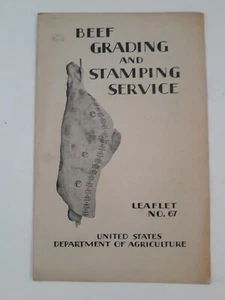 BEEF
GRADING
AND
STAMPING
SERVICE
LEAFLET
NO. 67
UNITED STATES
DEPARTMENT OF AGRICULTURE